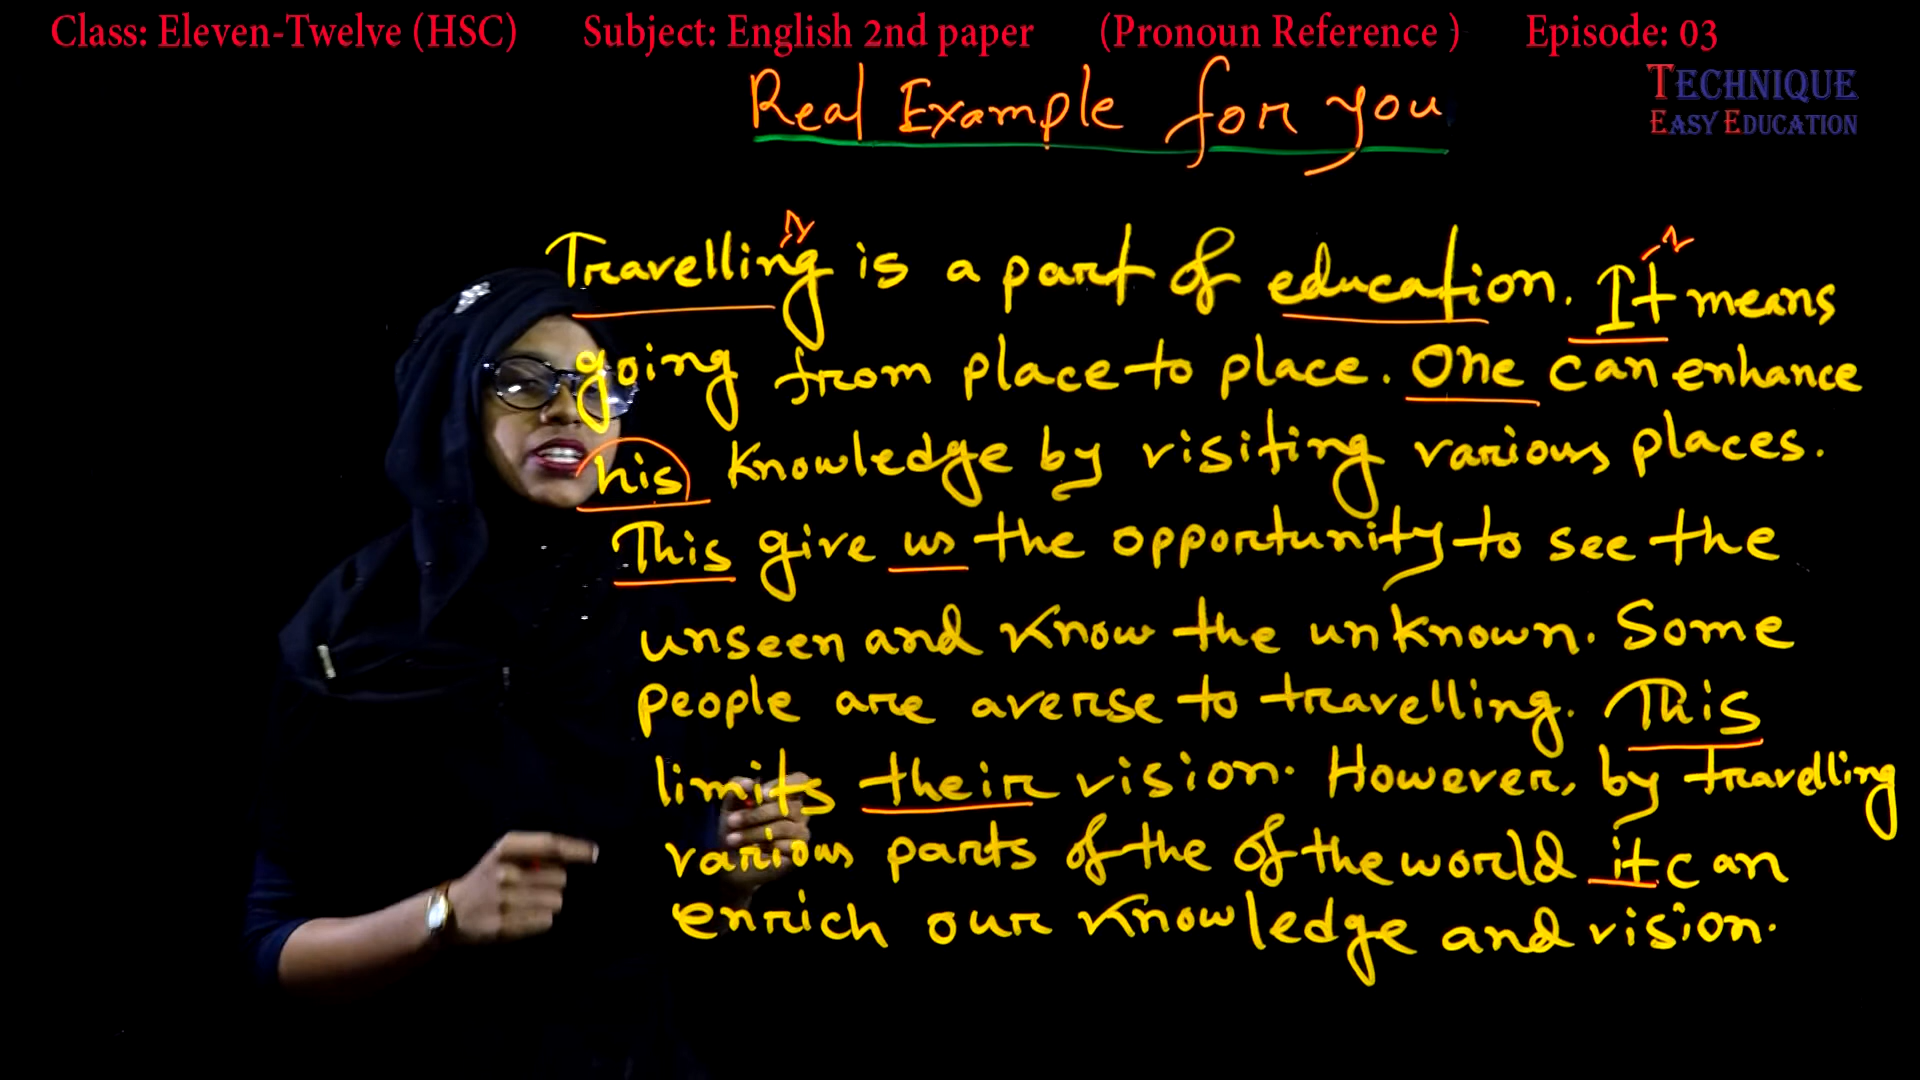 Class: Eleven-Twelve (HSC) Subject: English 2nd paper (Pronoun Reference ) Episode: 03
TECHNIQUE
EASY EDUCATION
Real Example for you
N
N
Travelling is a part of education. It means
going from place to place. One can enhance
his knowledge by visiting various places.
This give us the opportunity to see the
unseen and know the unknown. Some
people are averse to travelling. This
limits their vision. However, by travelling
various parts of the of the world it can
enrich our knowledge and vision.